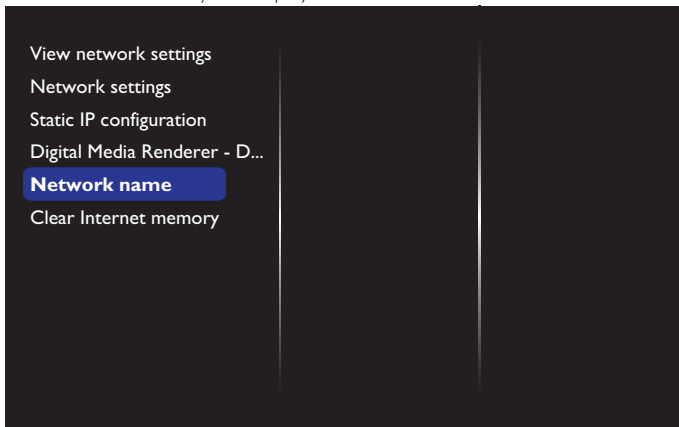 View network settings
Network settings
Static IP configuration
Digital Media Renderer - D...
Network name
Clear Internet memory